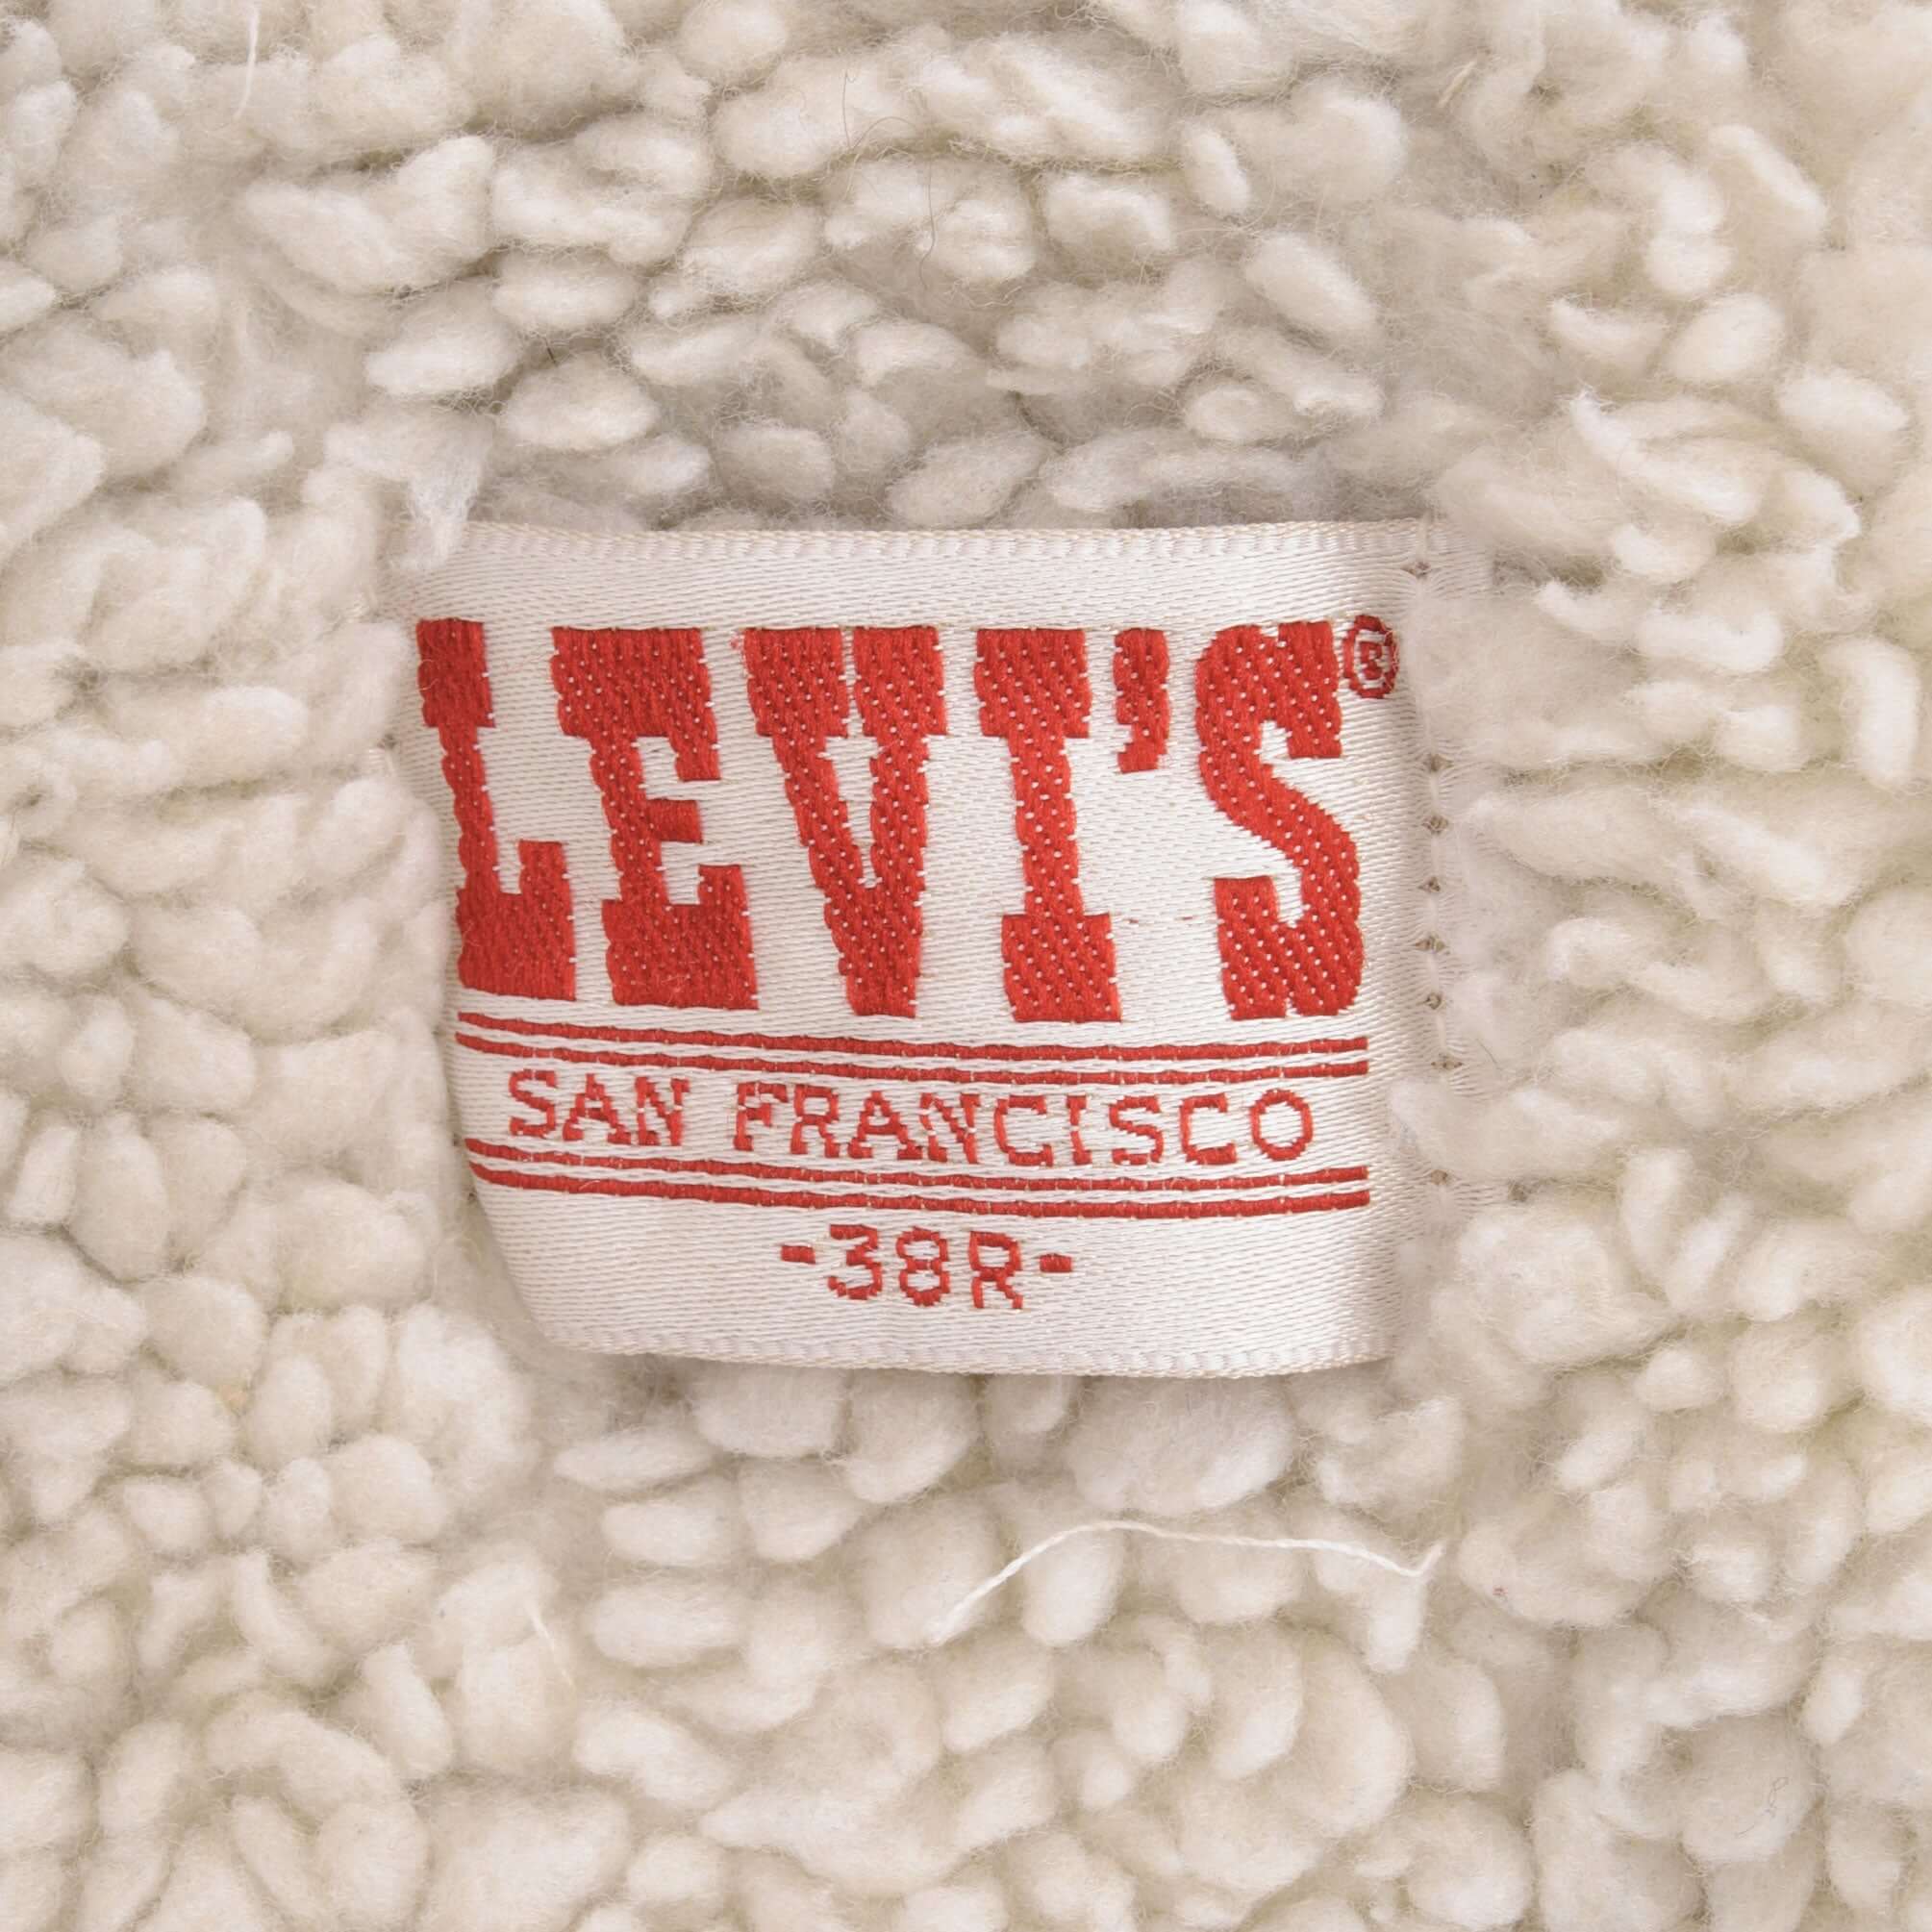 LEVI'S®
SAN FRANCISCO
-38R-